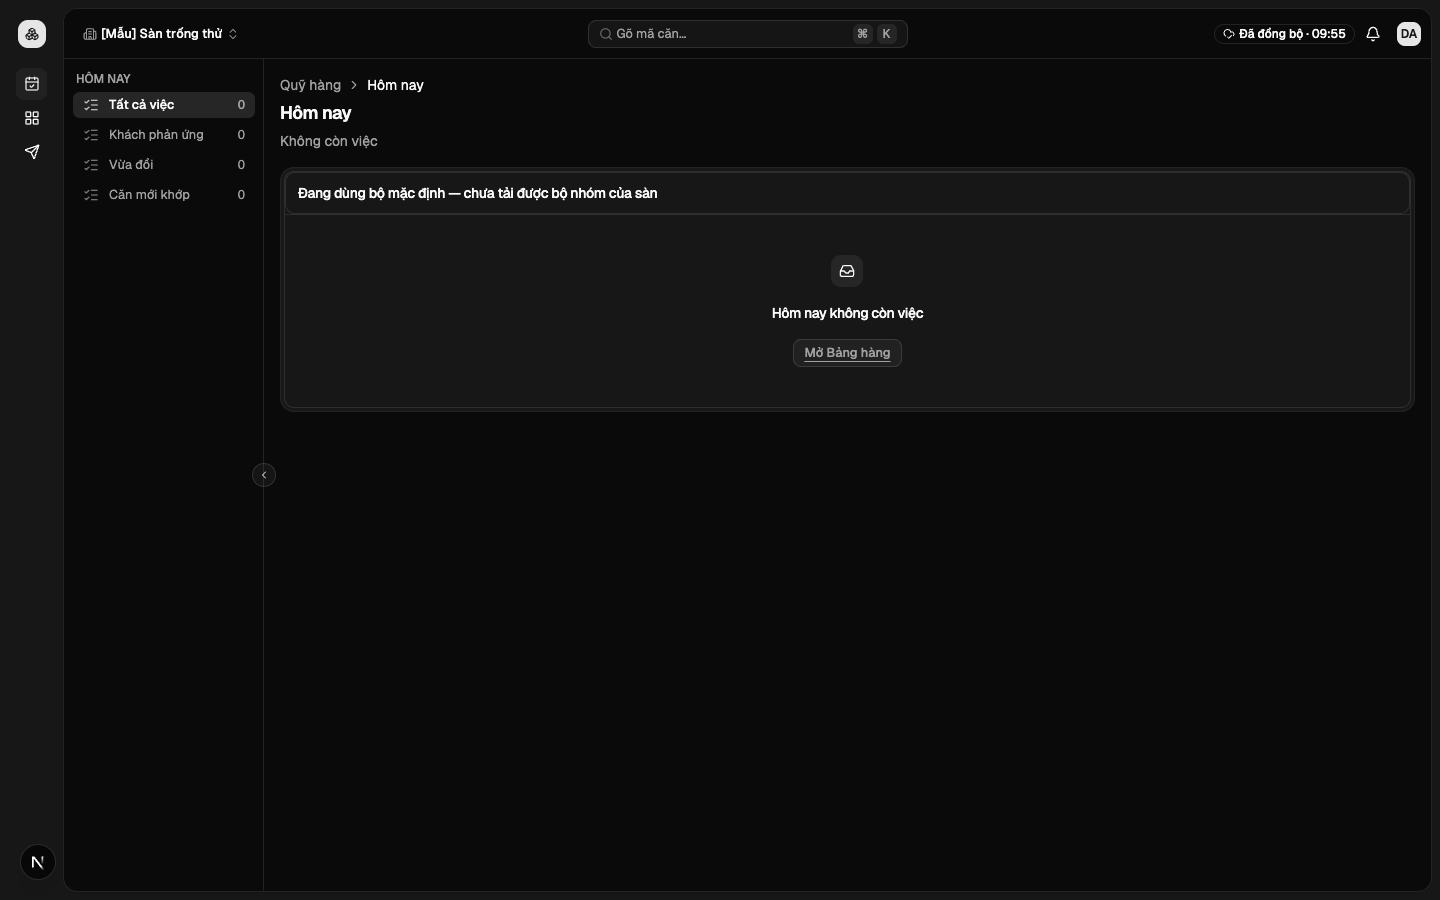 [Mẫu] Sàn trống thử
Gõ mã căn...
⌘ K
Đã đồng bộ · 09:55
DA
HÔM NAY
Tất cả việc 0
Khách phản ứng 0
Vừa đổi 0
Căn mới khớp 0
Quỹ hàng > Hôm nay
Hôm nay
Không còn việc
Đang dùng bộ mặc định — chưa tải được bộ nhóm của sàn
Hôm nay không còn việc
Mở Bảng hàng
N